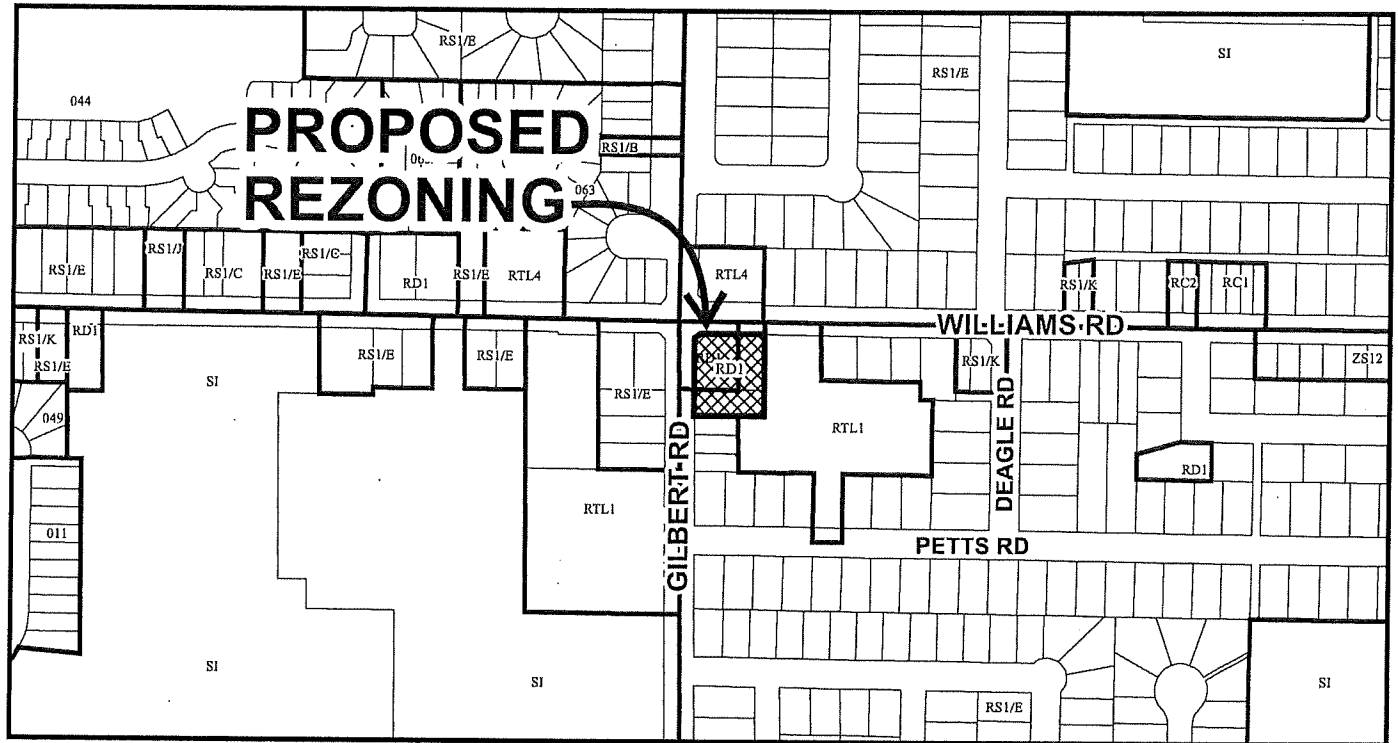 RS1/E
SI
RS1/E
044
PROPOSED
REZONING
RS1/B
063
RS1/E
RS1/J
RS1/C
RS1/E
RS1/C
RD1
RS1/E
RTL4
RTL4
RS1/K
RC2
RC1
WILLIAMS RD
RS1/K
RS1/E
RD1
SI
RS1/E
RS1/E
RS1/E
RD1
RS1/K
ZS12
049
GILBERT RD
RTL1
DEAGLE RD
RD1
011
RTL1
PETTS RD
SI
SI
RS1/E
SI